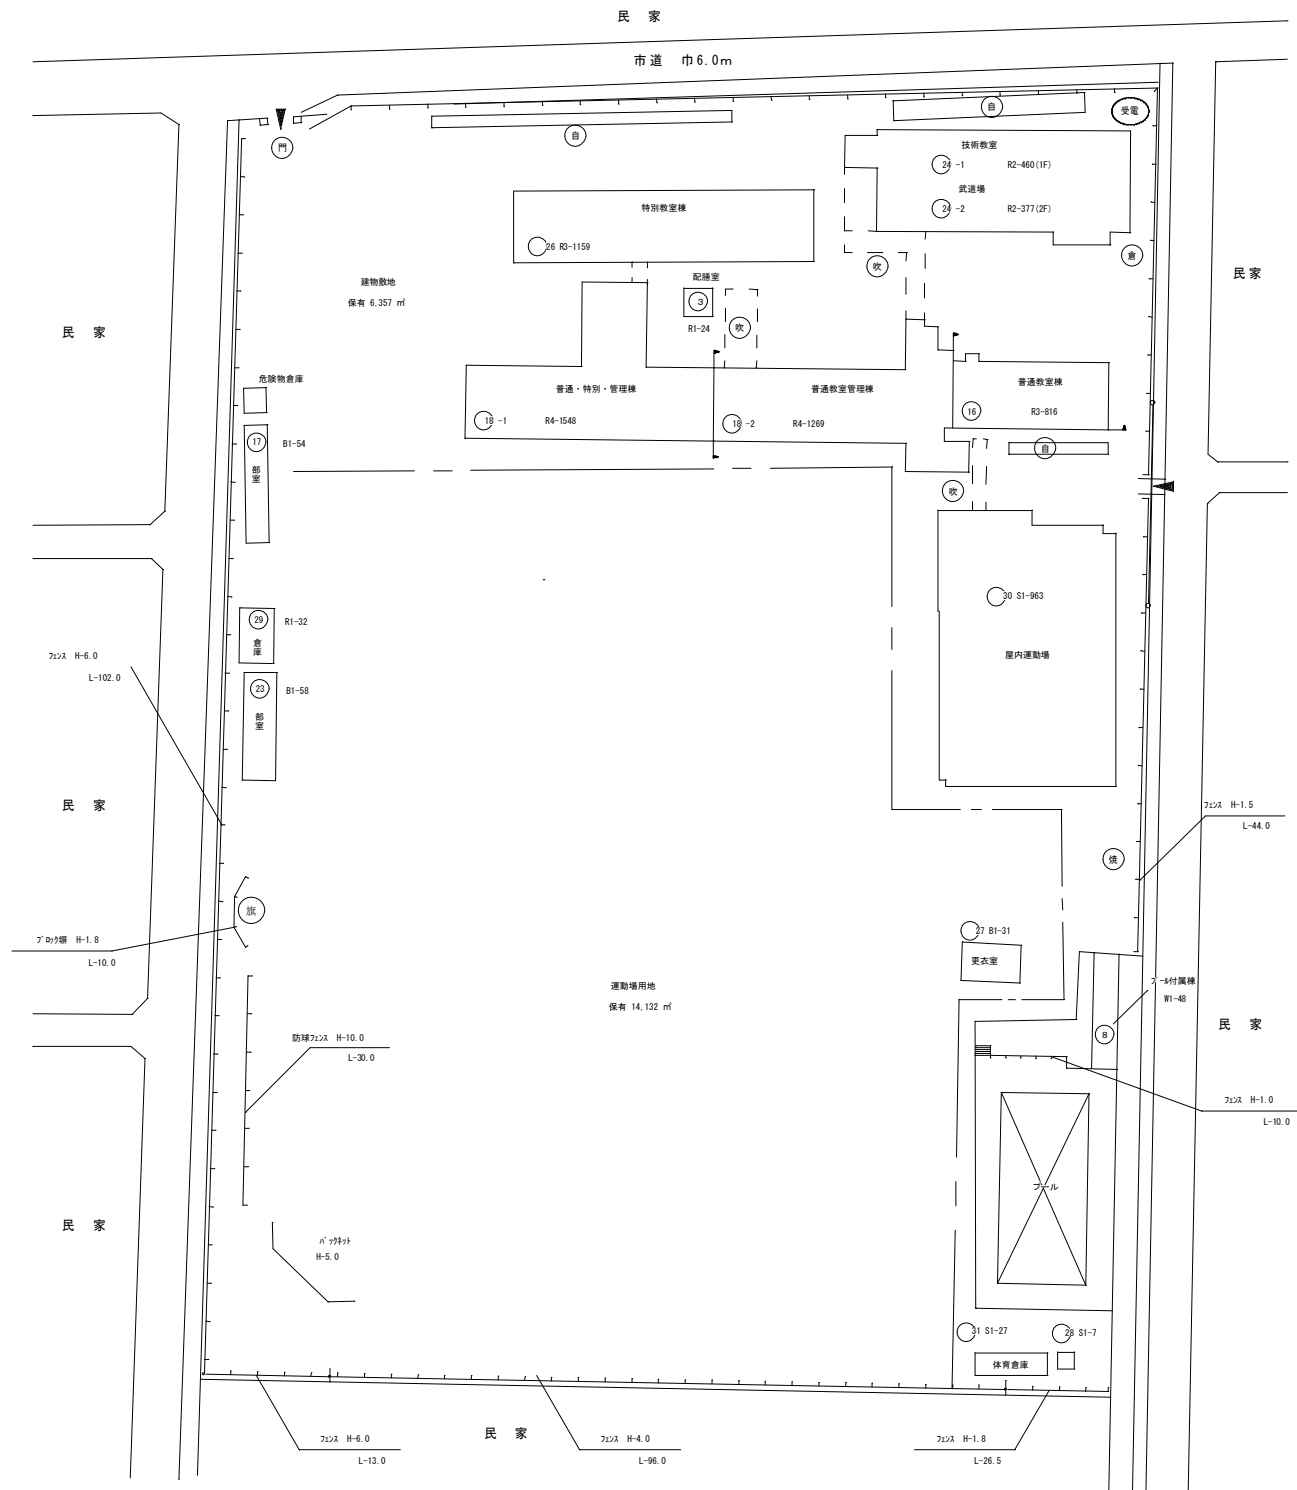 民 家
市道 巾6.0m
自
受電
門
自
技術教室
24 -1 R2-460(1F)
武道場
24 -2 R2-377(2F)
特別教室棟
26 R3-1159
倉
吹
民家
配膳室
建物敷地
保有 6,357 ㎡
3
R1-24
吹
民 家
危険物倉庫
普通・特別・管理棟
18 -1 R4-1548
普通教室管理棟
18 -2 R4-1269
普通教室棟
16 R3-816
自
17 B1-54
部室
吹
30 S1-963
29 R1-32
倉庫
屋内運動場
フェンス H-6.0
L-102.0
23 B1-58
部室
民 家
フェンス H-1.5
L-44.0
焼
旗
ブロック塀 H-1.8
L-10.0
27 B1-31
更衣室
運動場用地
保有 14,132 ㎡
プール付属棟
W1-48
8
民 家
防球フェンス H-10.0
L-30.0
フェンス H-1.0
L-10.0
プール
民 家
バックネット
H-5.0
31 S1-27
28 S1-7
体育倉庫
民 家
フェンス H-6.0
L-13.0
フェンス H-4.0
L-96.0
フェンス H-1.8
L-26.5